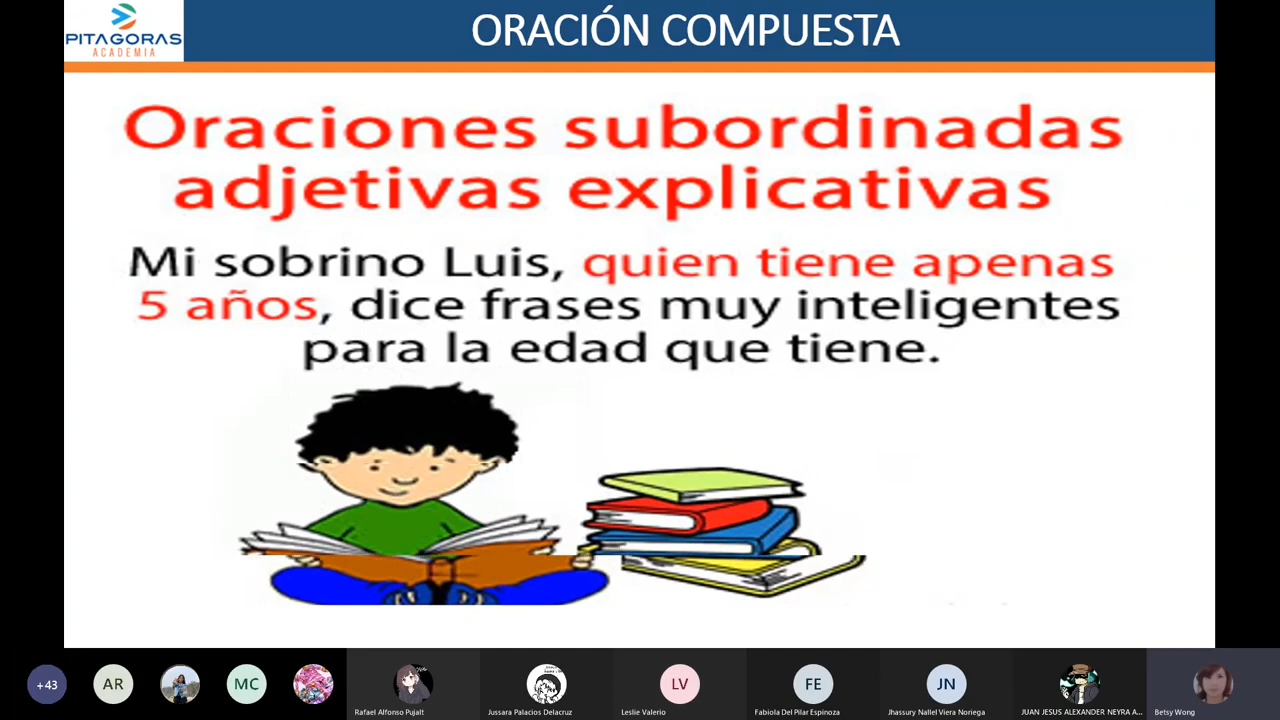 PITAGORAS
ACADEMIA
ORACIÓN COMPUESTA
Oraciones subordinadas
adjetivas explicativas
Mi sobrino Luis, quien tiene apenas
5 años, dice frases muy inteligentes
para la edad que tiene.
+43
AR
MC
LV
FE
JN
Rafael Alfonso Pujalt
Jussara Palacios Delacruz
Leslie Valerio
Fabiola Del Pilar Espinoza
Jhassury Nallel Viera Noriega
JUAN JESUS ALEXANDER NEYRA A...
Betsy Wong